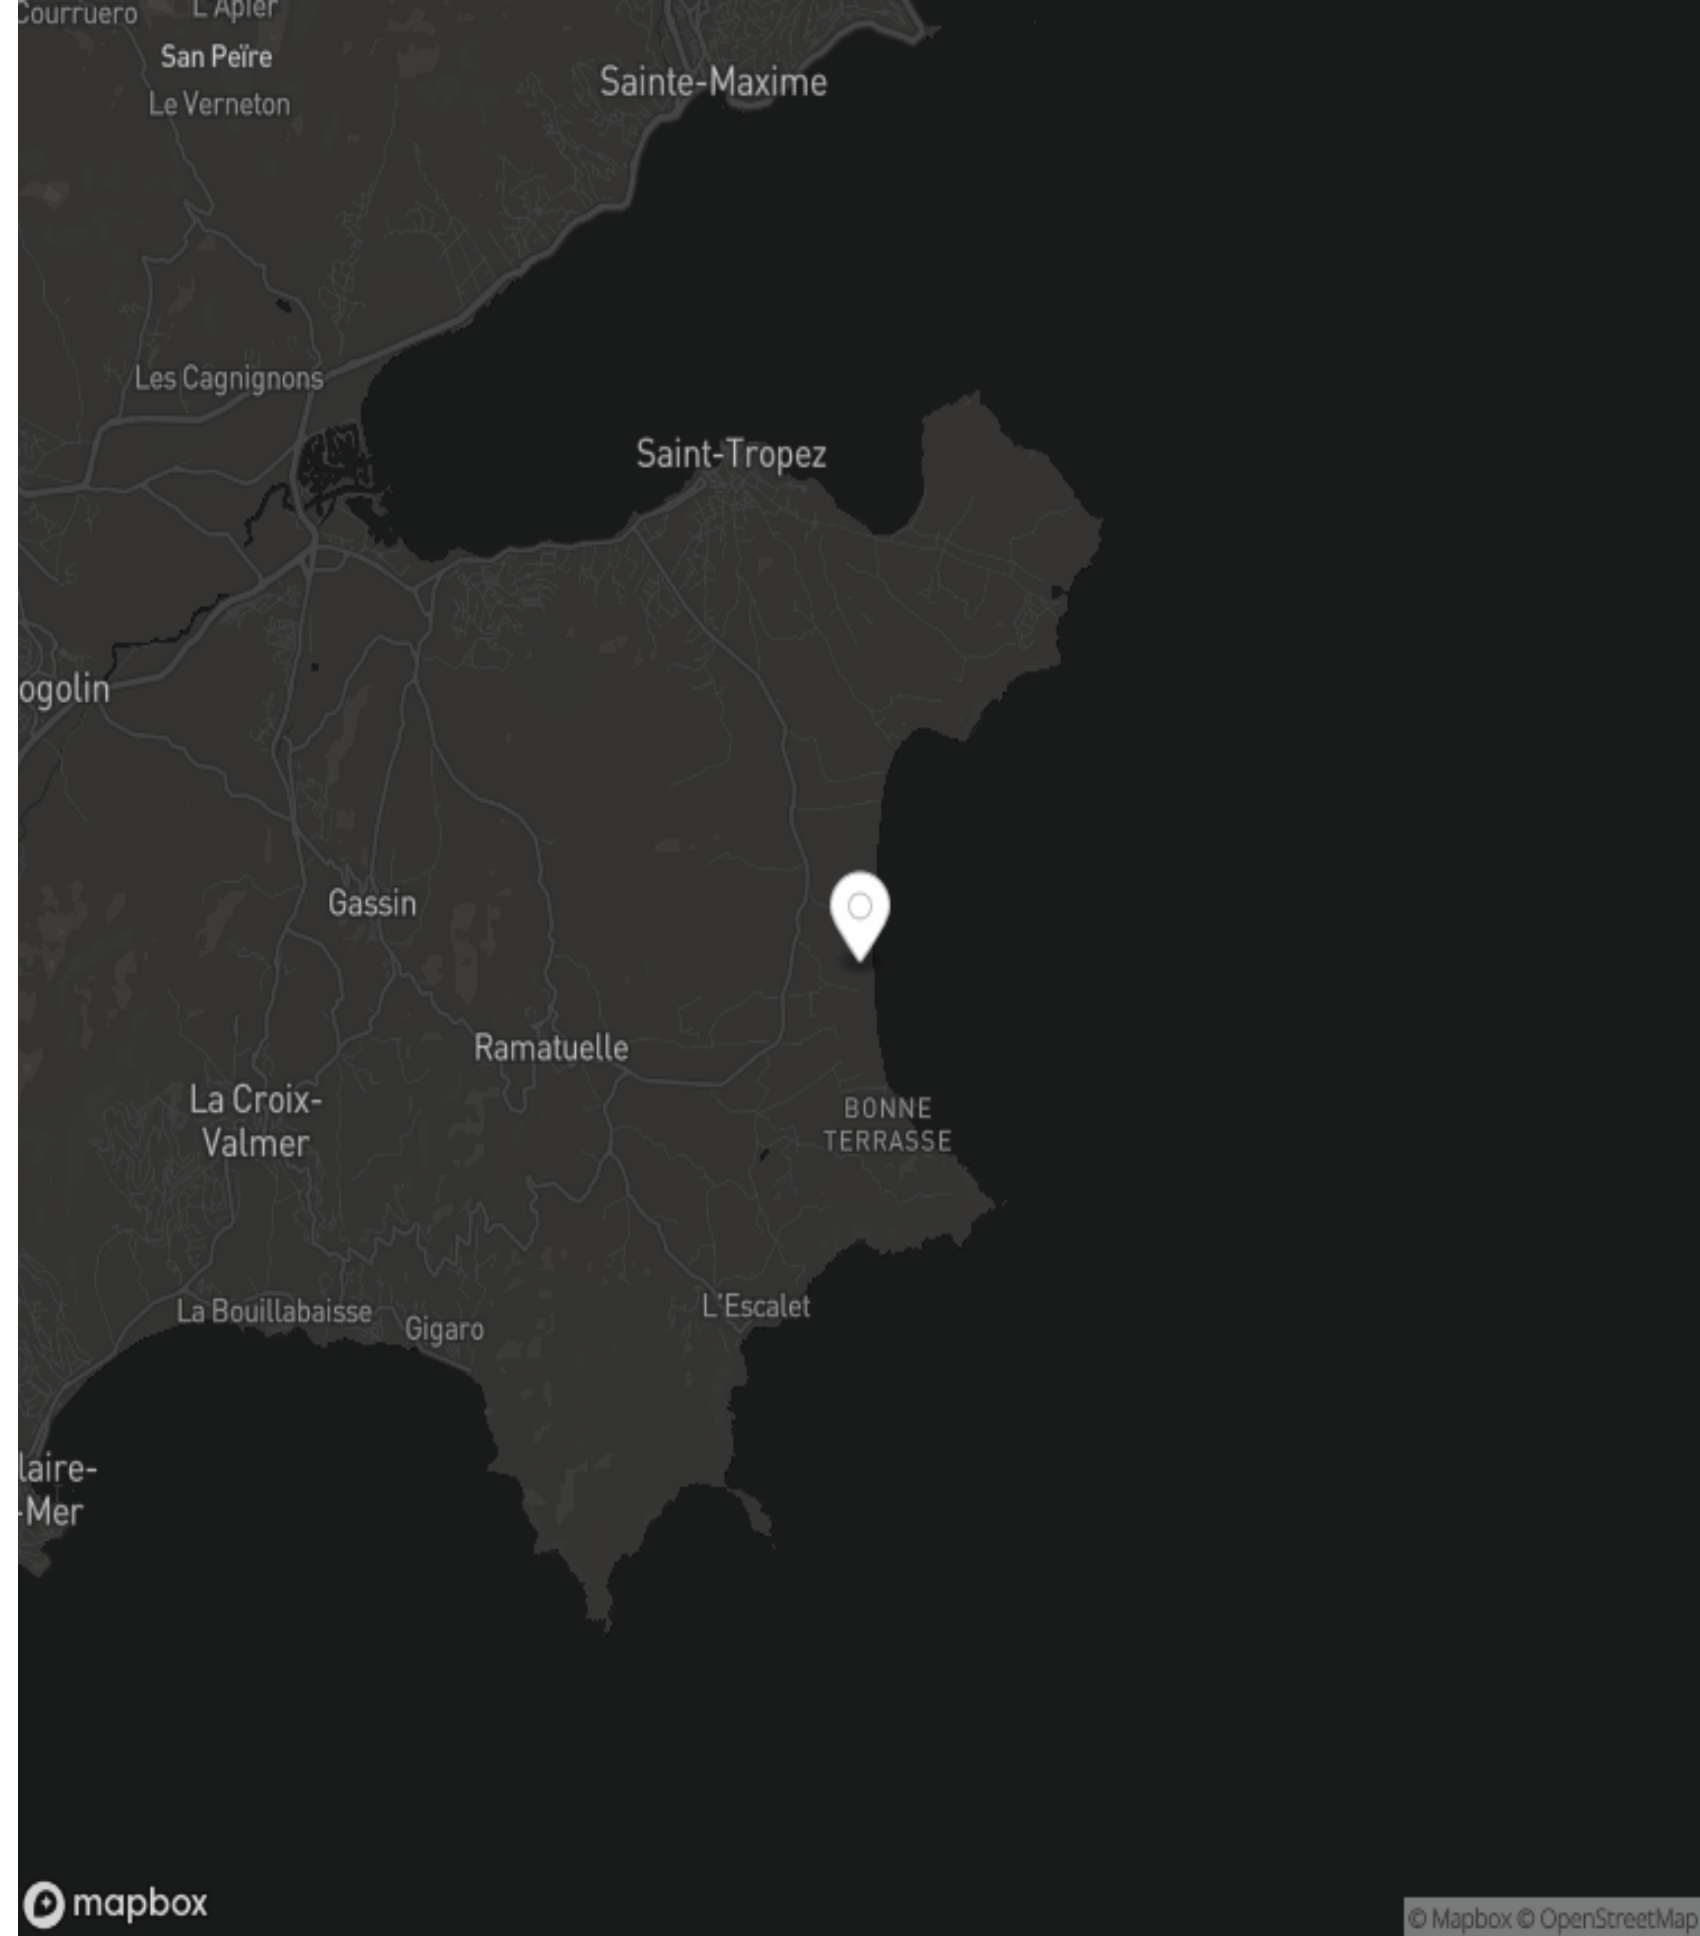 Courruero
L'Apier
San Peïre
Sainte-Maxime
Le Verneton
Les Cagnignons
Saint-Tropez
ogolin
Gassin
Ramatuelle
La Croix-
Valmer
BONNE
TERRASSE
L'Escalet
La Bouillabaisse
Gigaro
laire-
-Mer
mapbox
© Mapbox © OpenStreetMap